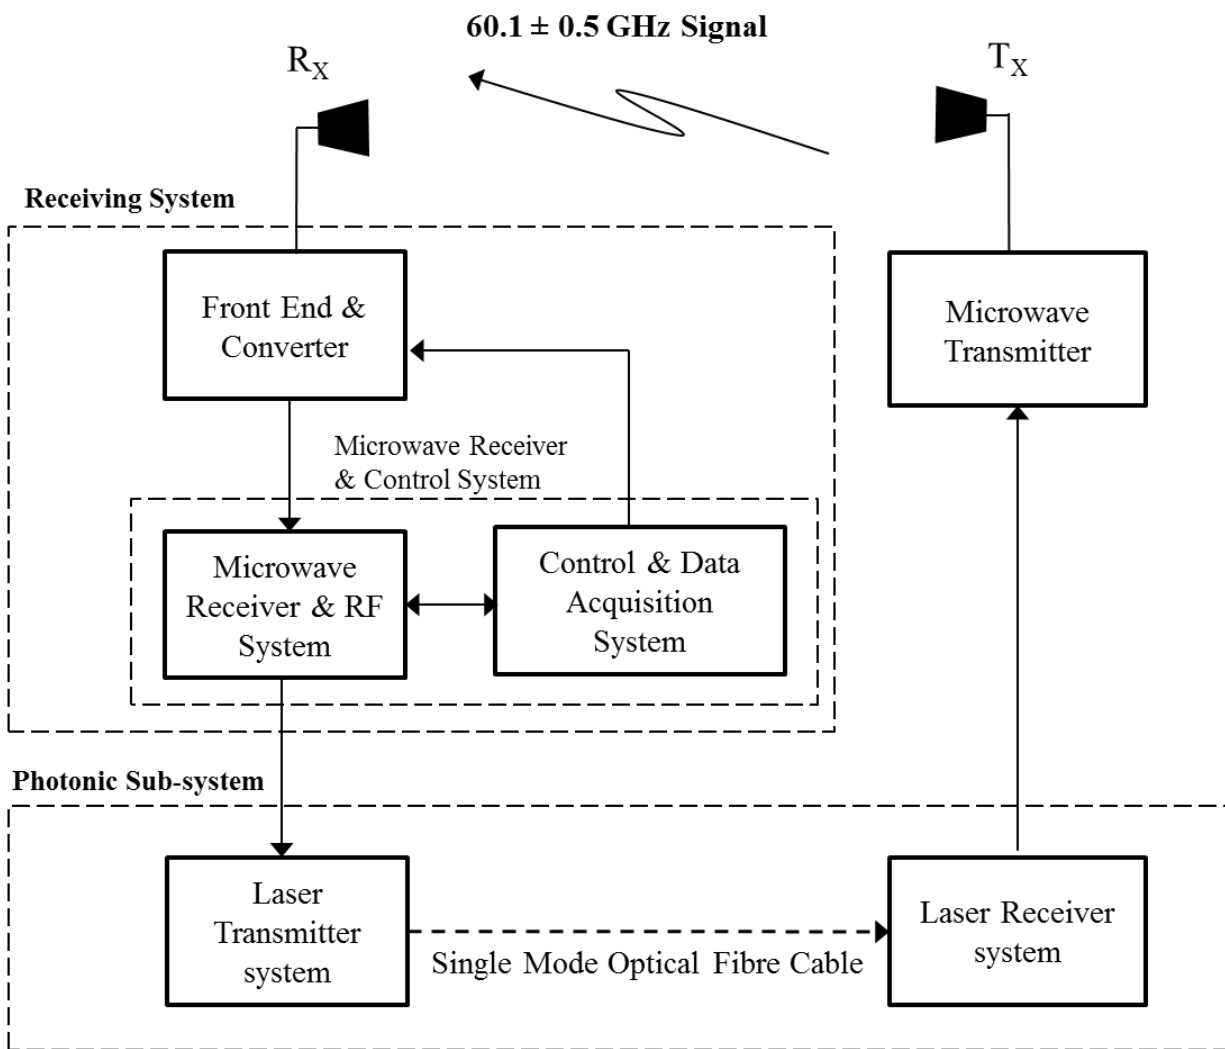 60.1 ± 0.5 GHz Signal
R_X
T_X
Receiving System
Front End &
Converter
Microwave
Transmitter
Microwave Receiver
& Control System
Microwave
Receiver & RF
System
Control & Data
Acquisition
System
Photonic Sub-system
Laser
Transmitter
system
Single Mode Optical Fibre Cable
Laser Receiver
system